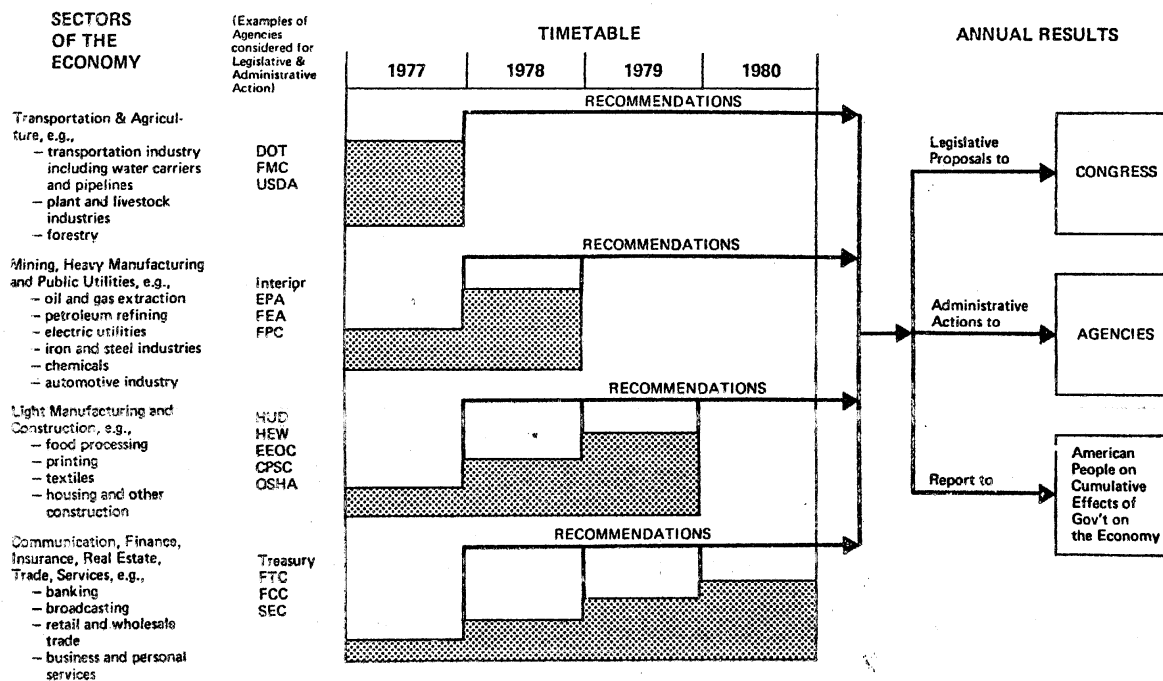 SECTORS
OF THE
ECONOMY
(Examples of
Agencies
considered for
Legislative &
Administrative
Action)
TIMETABLE
1977
1978
1979
1980
ANNUAL RESULTS
Transportation & Agricul-
ture, e.g.,
— transportation industry
including water carriers
and pipelines
— plant and livestock
industries
— forestry
DOT
FMC
USDA
RECOMMENDATIONS
Mining, Heavy Manufacturing
and Public Utilities, e.g.,
— oil and gas extraction
— petroleum refining
— electric utilities
— iron and steel industries
— chemicals
— automotive industry
Interior
EPA
FEA
FPC
RECOMMENDATIONS
Light Manufacturing and
Construction, e.g.,
— food processing
— printing
— textiles
— housing and other
construction
HUD
HEW
EEOC
CPSC
OSHA
RECOMMENDATIONS
Communication, Finance,
Insurance, Real Estate,
Trade, Services, e.g.,
— banking
— broadcasting
— retail and wholesale
trade
— business and personal
services
Treasury
FTC
FCC
SEC
RECOMMENDATIONS
Legislative
Proposals to
CONGRESS
Administrative
Actions to
AGENCIES
Report to
American
People on
Cumulative
Effects of
Gov't on
the Economy